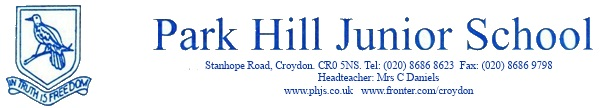 Park Hill Junior School
Stanhope Road, Croydon. CR0 5NS. Tel: (020) 8686 8623 Fax: (020) 8686 9798
Headteacher: Mrs C Daniels
www.phjs.co.uk www.fronter.com/croydon
IN TRUTH IS FREEDOM